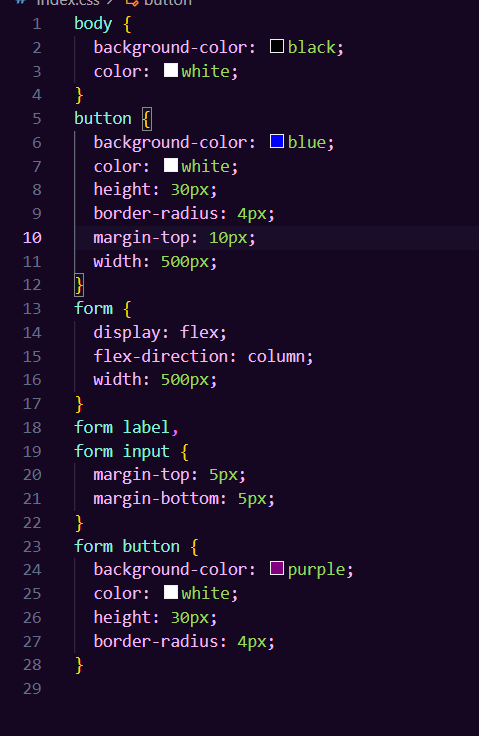 index.css > button
1 body {
2 background-color: black;
3 color: white;
4 }
5 button {
6 background-color: blue;
7 color: white;
8 height: 30px;
9 border-radius: 4px;
10 margin-top: 10px;
11 width: 500px;
12 }
13 form {
14 display: flex;
15 flex-direction: column;
16 width: 500px;
17 }
18 form label,
19 form input {
20 margin-top: 5px;
21 margin-bottom: 5px;
22 }
23 form button {
24 background-color: purple;
25 color: white;
26 height: 30px;
27 border-radius: 4px;
28 }
29